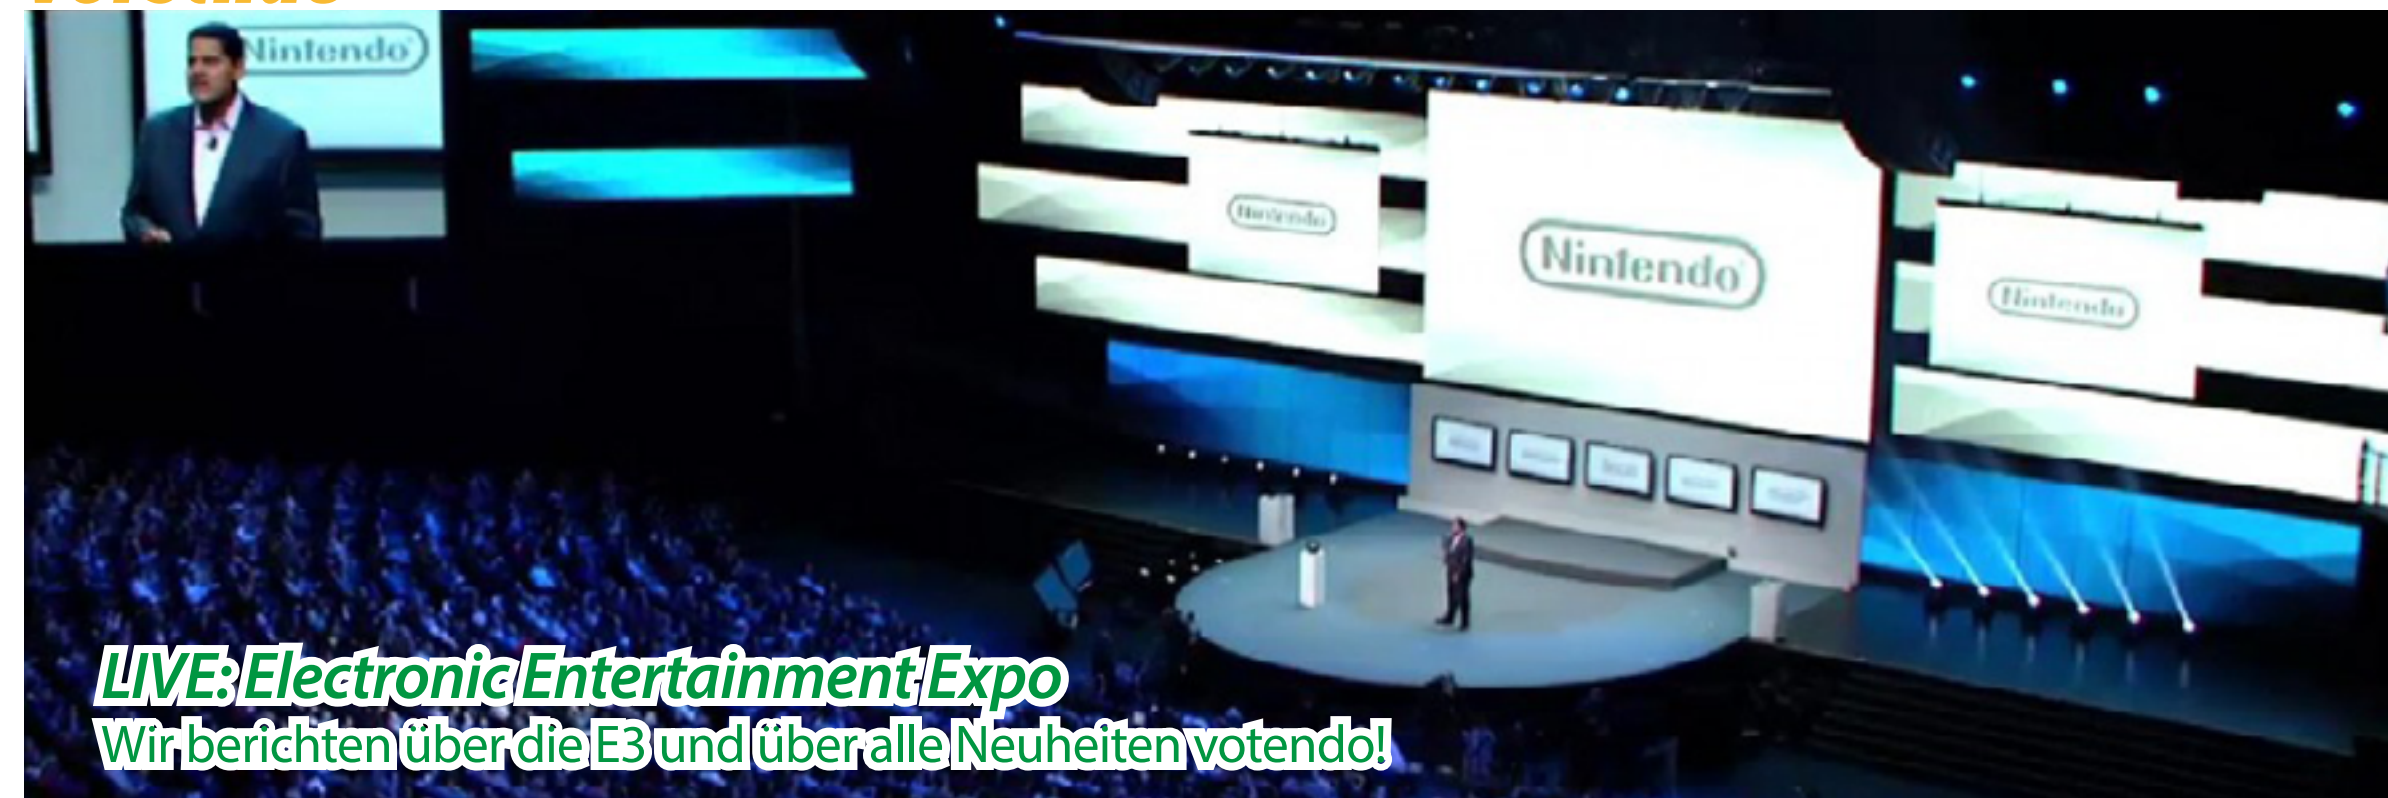 Nintendo
Nintendo
Nintendo
Nintendo
LIVE: Electronic Entertainment Expo
Wir berichten über die E3 und über alle Neuheiten votendo!